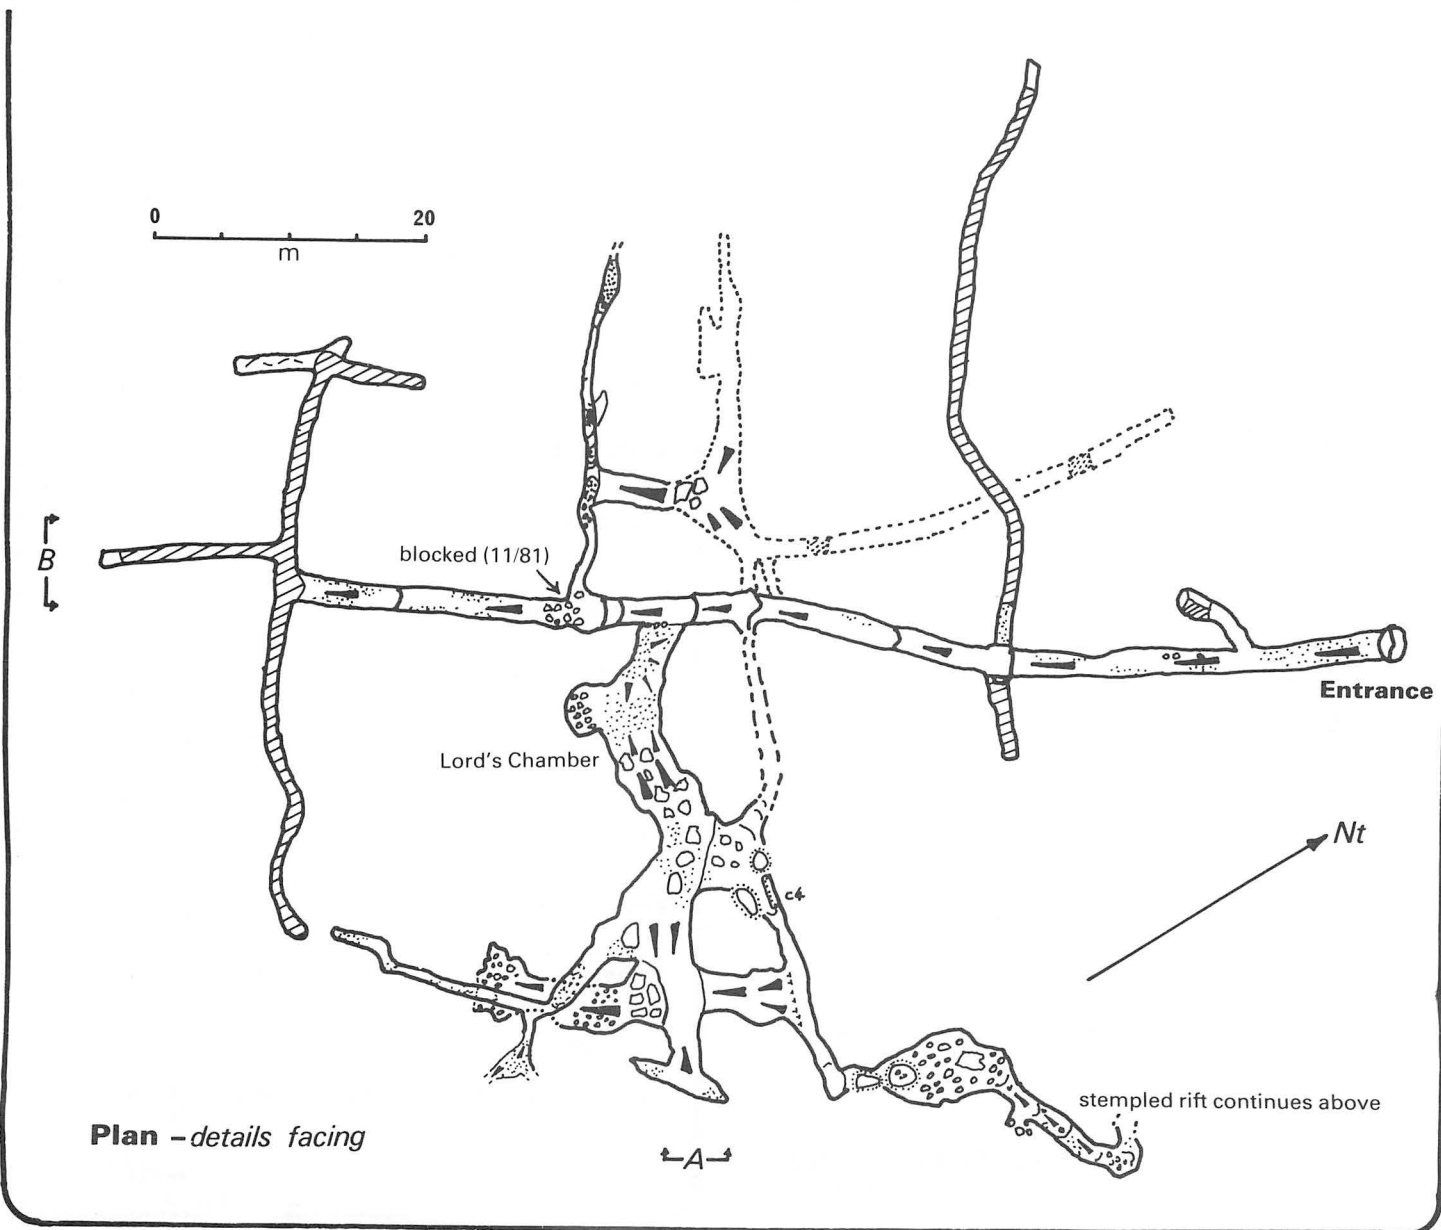 0 20
m
B
blocked (11/81)
Entrance
Lord's Chamber
Nt
c4
stempled rift continues above
Plan – details facing
A